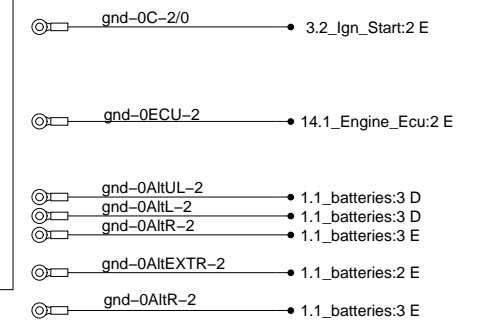 gnd-0C-2/0
3.2_Ign_Start:2 E
gnd-0ECU-2
14.1_Engine_Ecu:2 E
gnd-0AltUL-2
1.1_batteries:3 D
gnd-0AltL-2
1.1_batteries:3 D
gnd-0AltR-2
1.1_batteries:3 E
gnd-0AltEXTR-2
1.1_batteries:2 E
gnd-0AltR-2
1.1_batteries:3 E